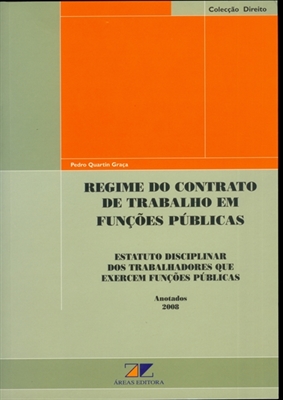 Colecção Direito
Pedro Quartin Graça
REGIME DO CONTRATO
DE TRABALHO EM
FUNÇÕES PÚBLICAS
ESTATUTO DISCIPLINAR
DOS TRABALHADORES QUE
EXERCEM FUNÇÕES PÚBLICAS
Anotados
2008
ÁREAS EDITORA